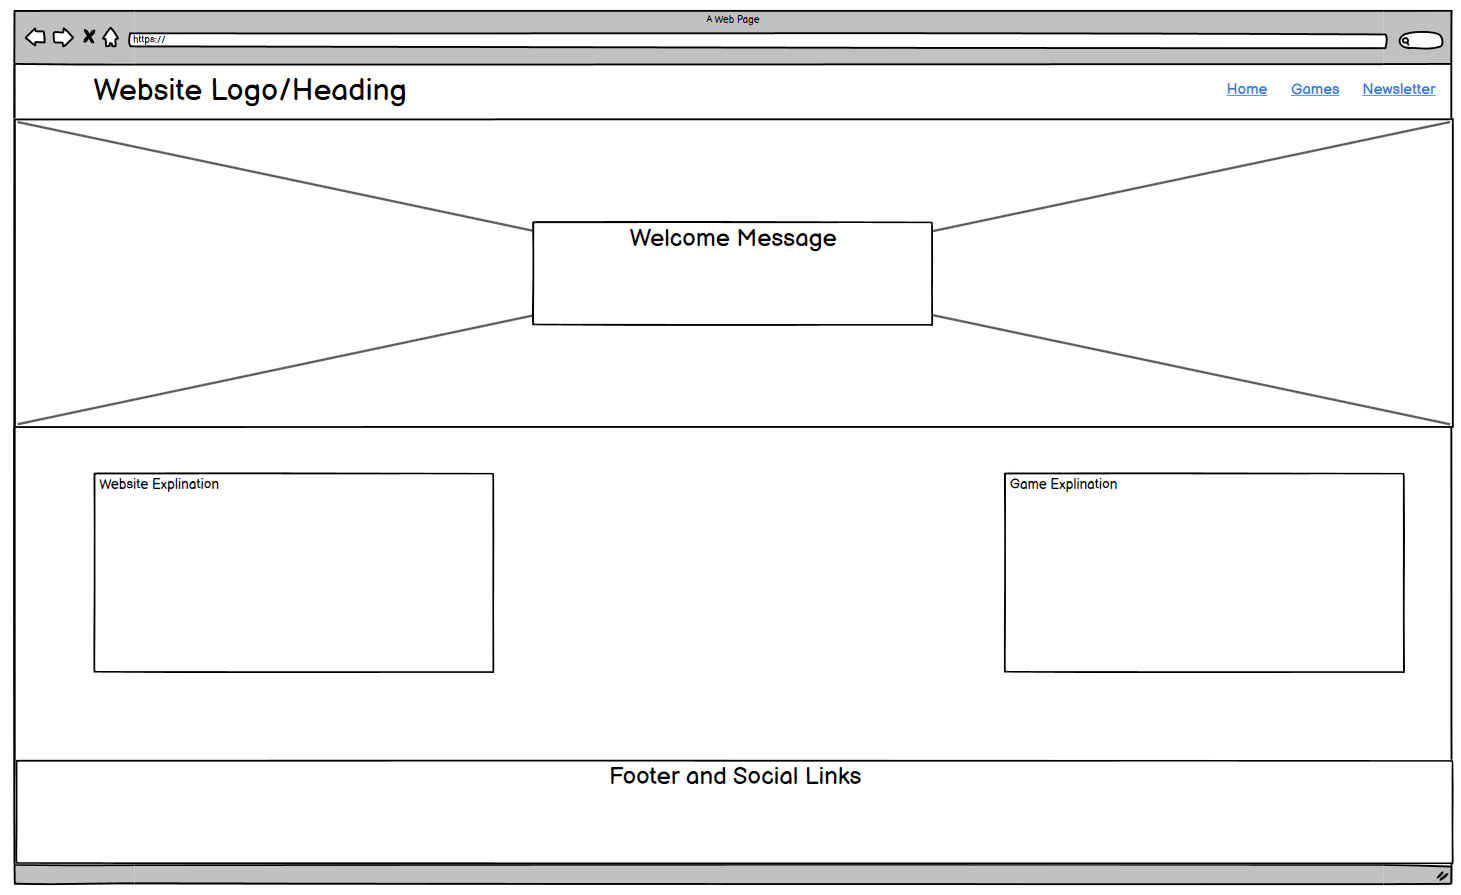 A Web Page
https://
Website Logo/Heading
Home Games Newsletter
Welcome Message
Website Explination
Game Explination
Footer and Social Links